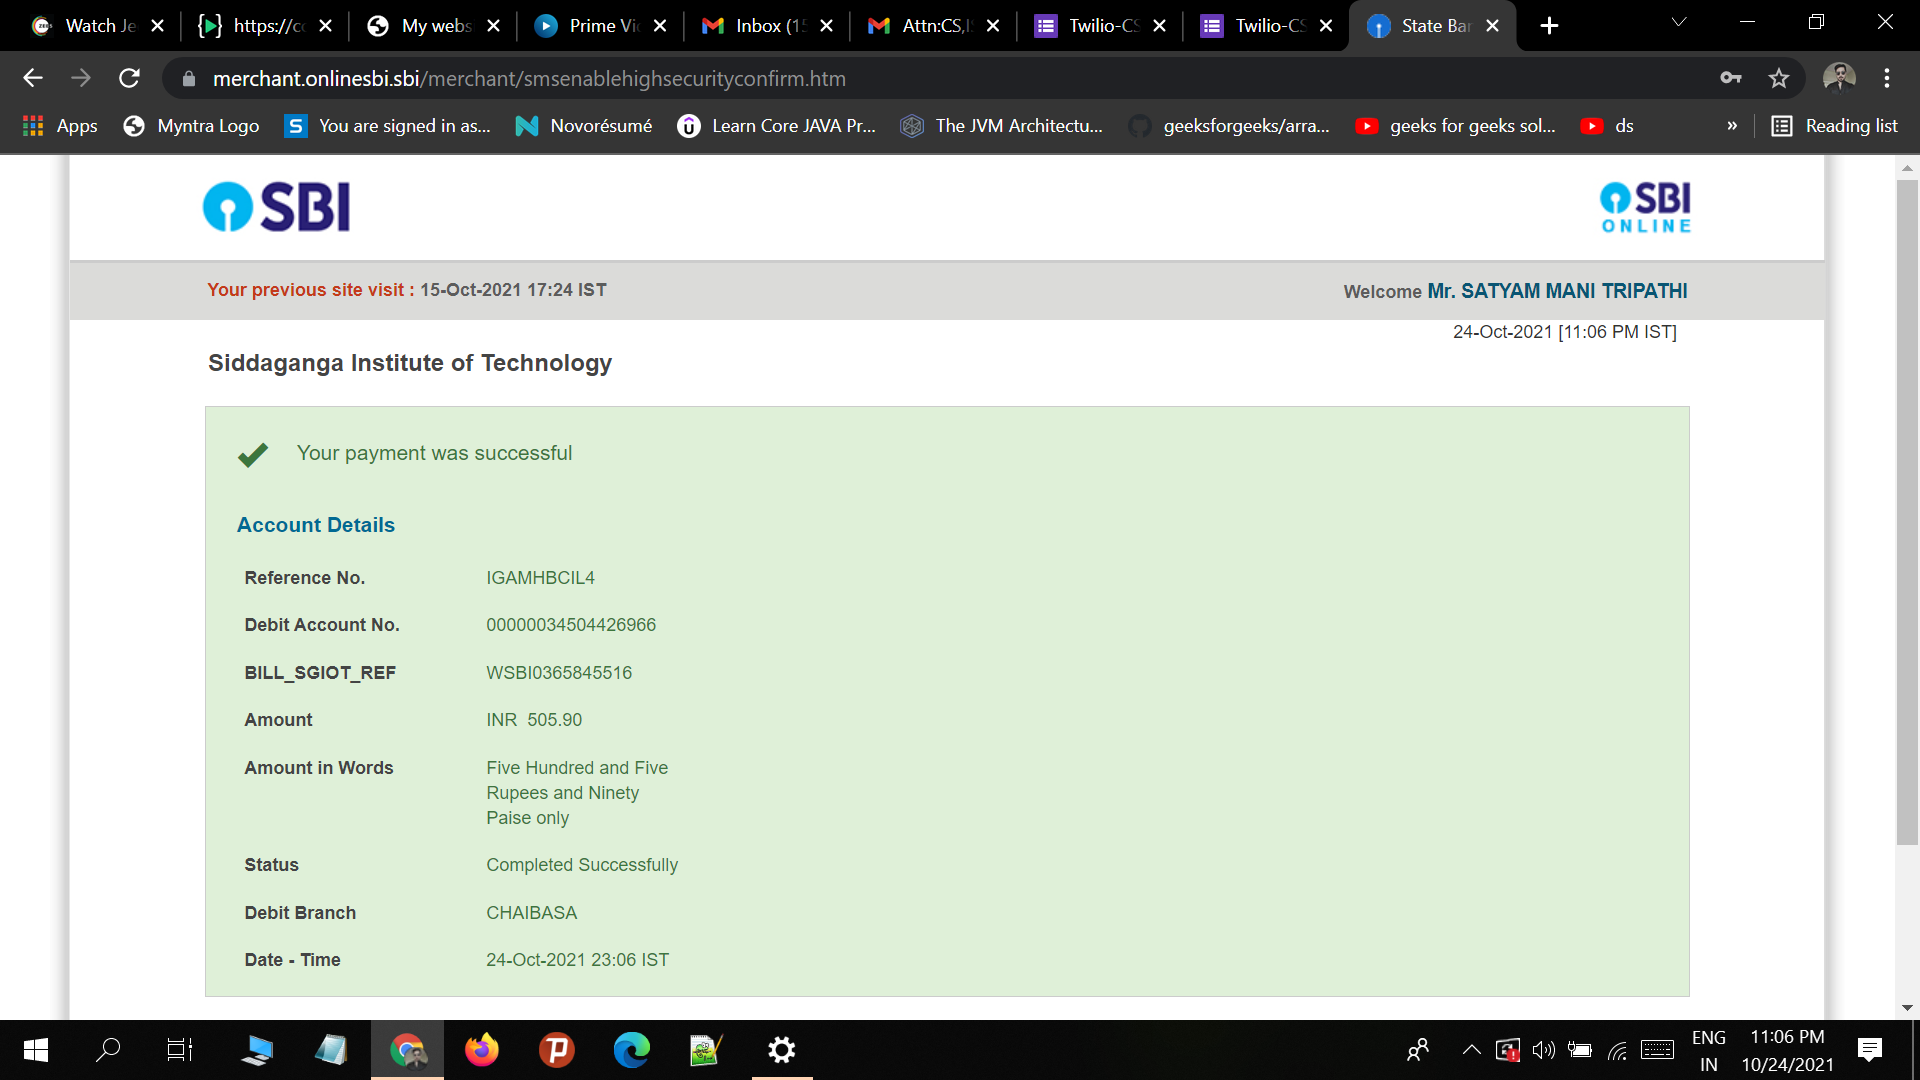 Watch Je
https://co
My webs
Prime Vi
Inbox (15
Attn:CS,IS
Twilio-CS
Twilio-CS
State Ban
merchant.onlinesbi.sbi/merchant/smsenablehighsecurityconfirm.htm
Apps
Myntra Logo
S
You are signed in as...
Novorésumé
Learn Core JAVA Pr...
The JVM Architectu...
geeksforgeeks/arra...
geeks for geeks sol...
ds
»
Reading list
SBI
SBI
ONLINE
Your previous site visit : 15-Oct-2021 17:24 IST
Welcome Mr. SATYAM MANI TRIPATHI
24-Oct-2021 [11:06 PM IST]
Siddaganga Institute of Technology
Your payment was successful
Account Details
Reference No. IGAMHBCIL4
Debit Account No. 00000034504426966
BILL_SGIOT_REF WSBI0365845516
Amount INR 505.90
Amount in Words Five Hundred and Five
Rupees and Ninety
Paise only
Status Completed Successfully
Debit Branch CHAIBASA
Date - Time 24-Oct-2021 23:06 IST
ENG
IN
11:06 PM
10/24/2021